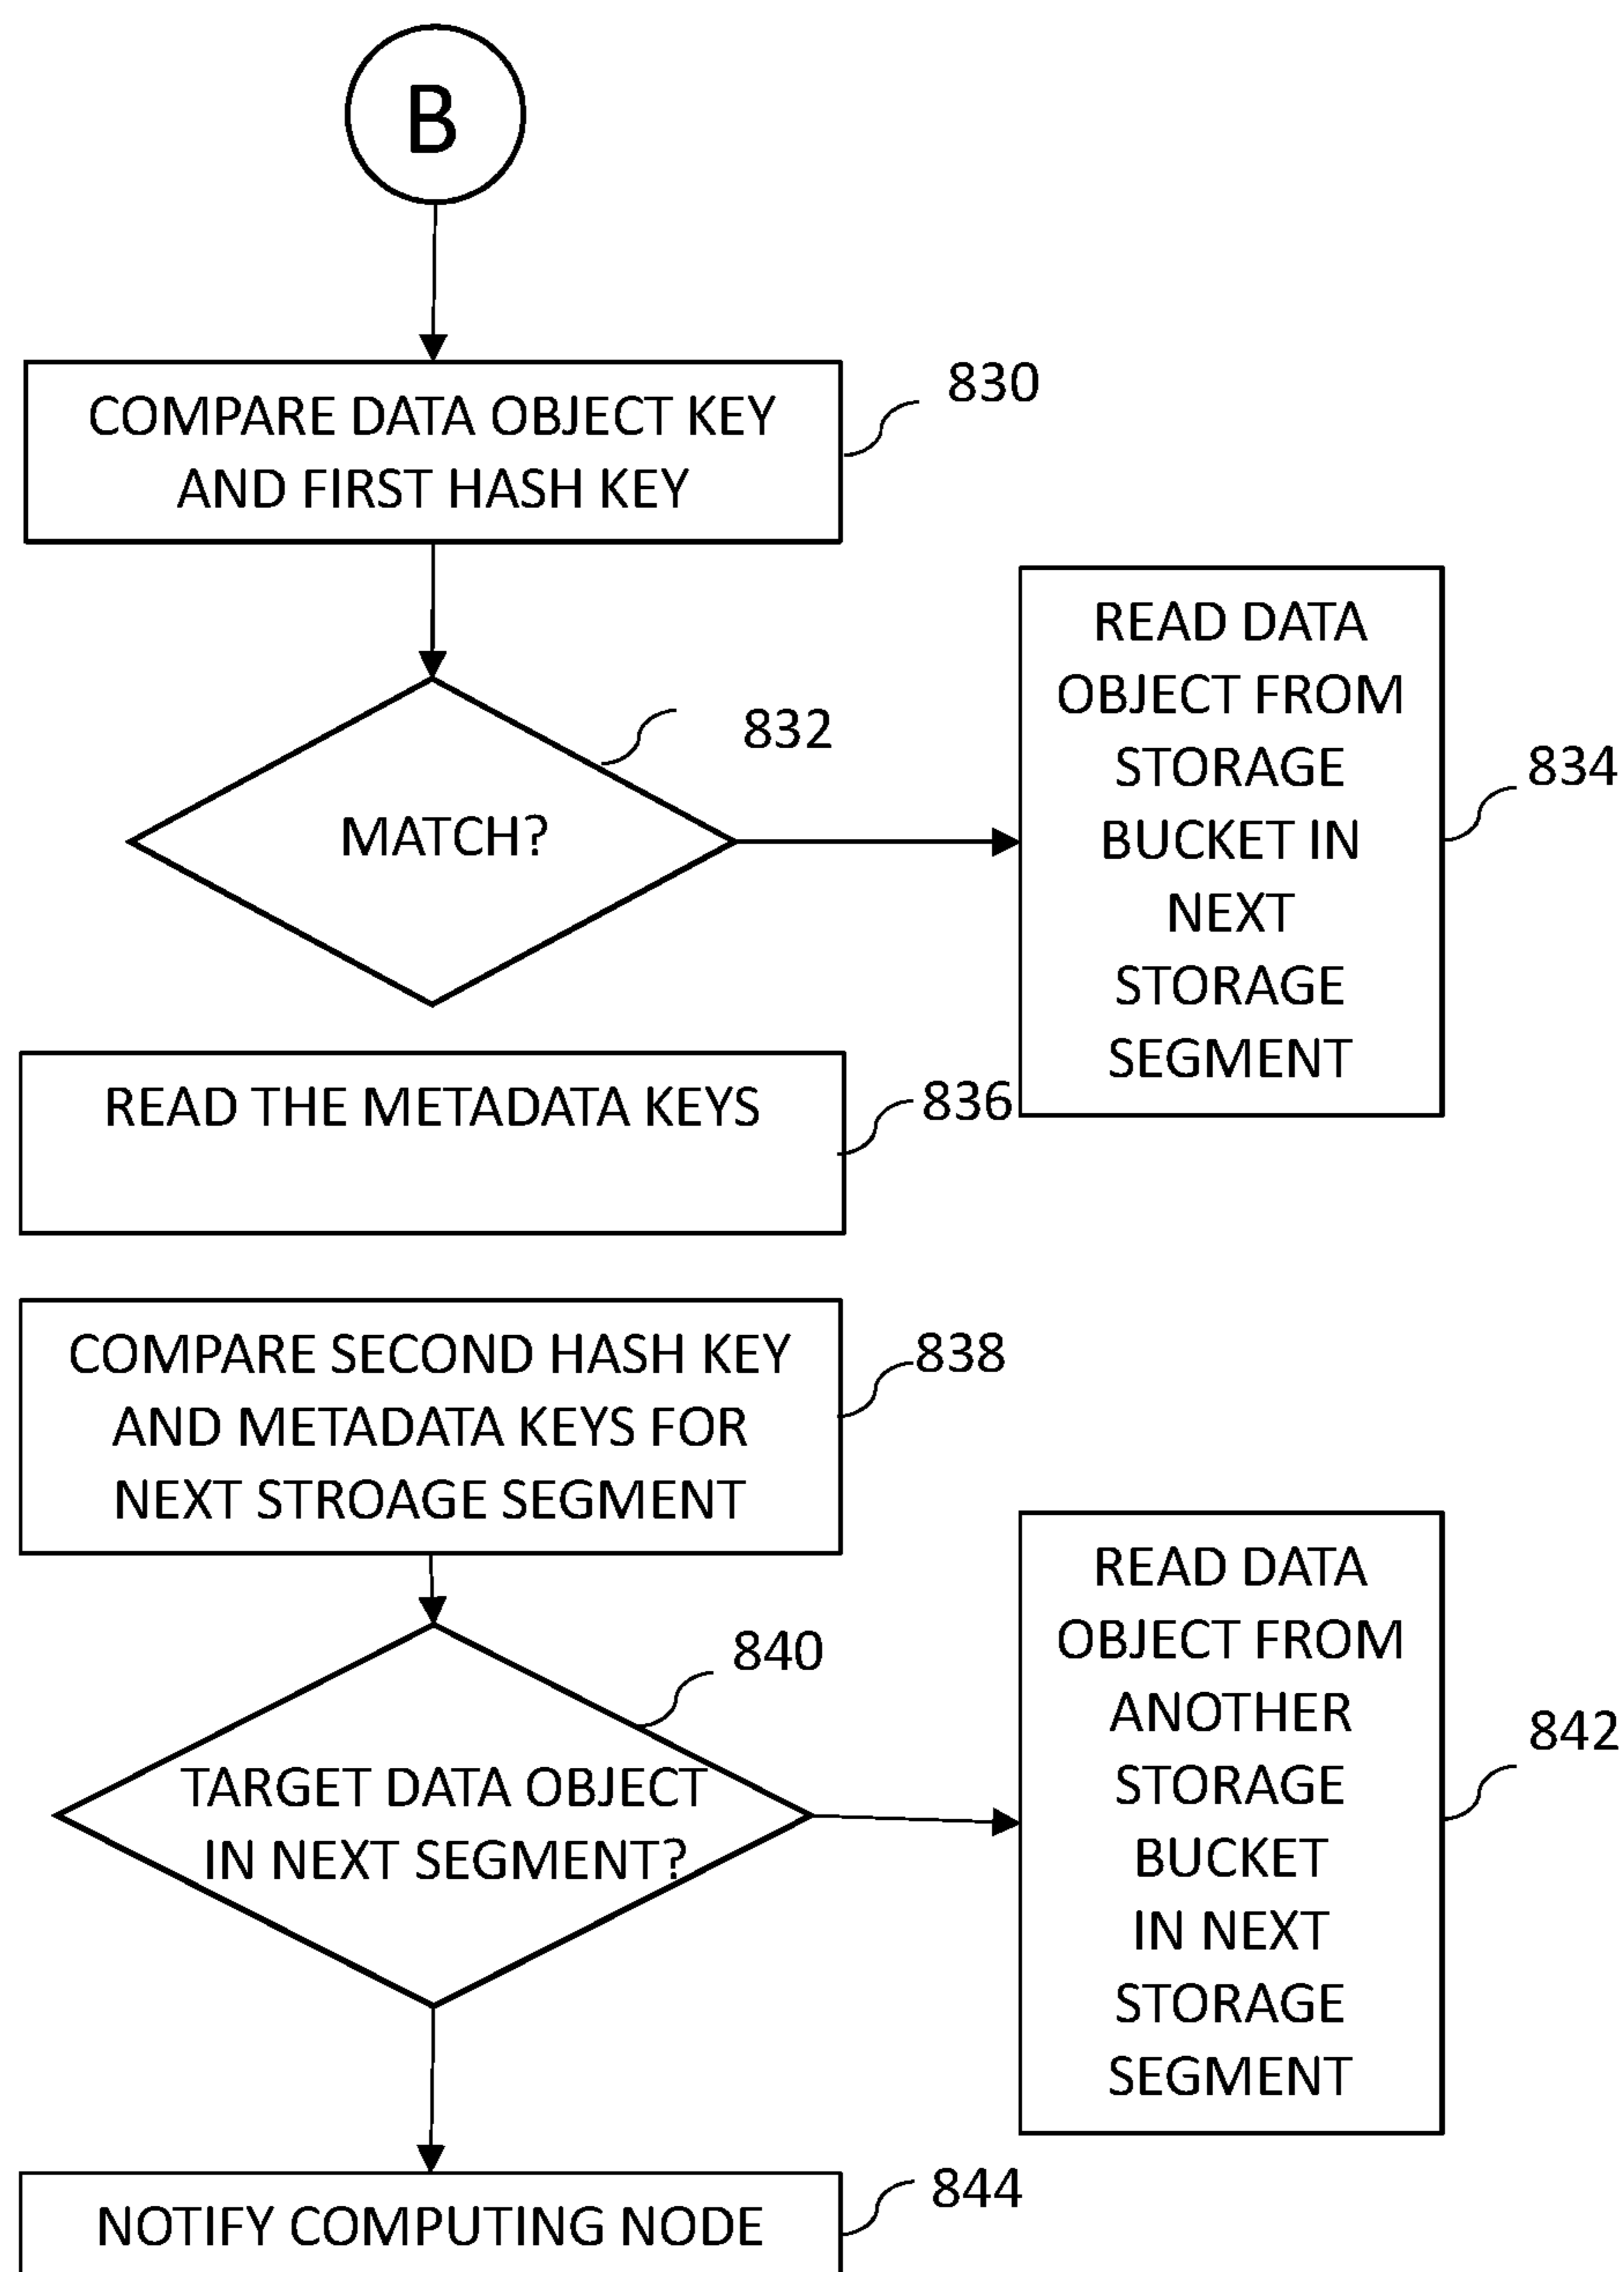 B
COMPARE DATA OBJECT KEY
AND FIRST HASH KEY
830
MATCH?
832
READ DATA
OBJECT FROM
STORAGE
BUCKET IN
NEXT
STORAGE
SEGMENT
834
READ THE METADATA KEYS
836
COMPARE SECOND HASH KEY
AND METADATA KEYS FOR
NEXT STROAGE SEGMENT
838
TARGET DATA OBJECT
IN NEXT SEGMENT?
840
READ DATA
OBJECT FROM
ANOTHER
STORAGE
BUCKET
IN NEXT
STORAGE
SEGMENT
842
NOTIFY COMPUTING NODE
844